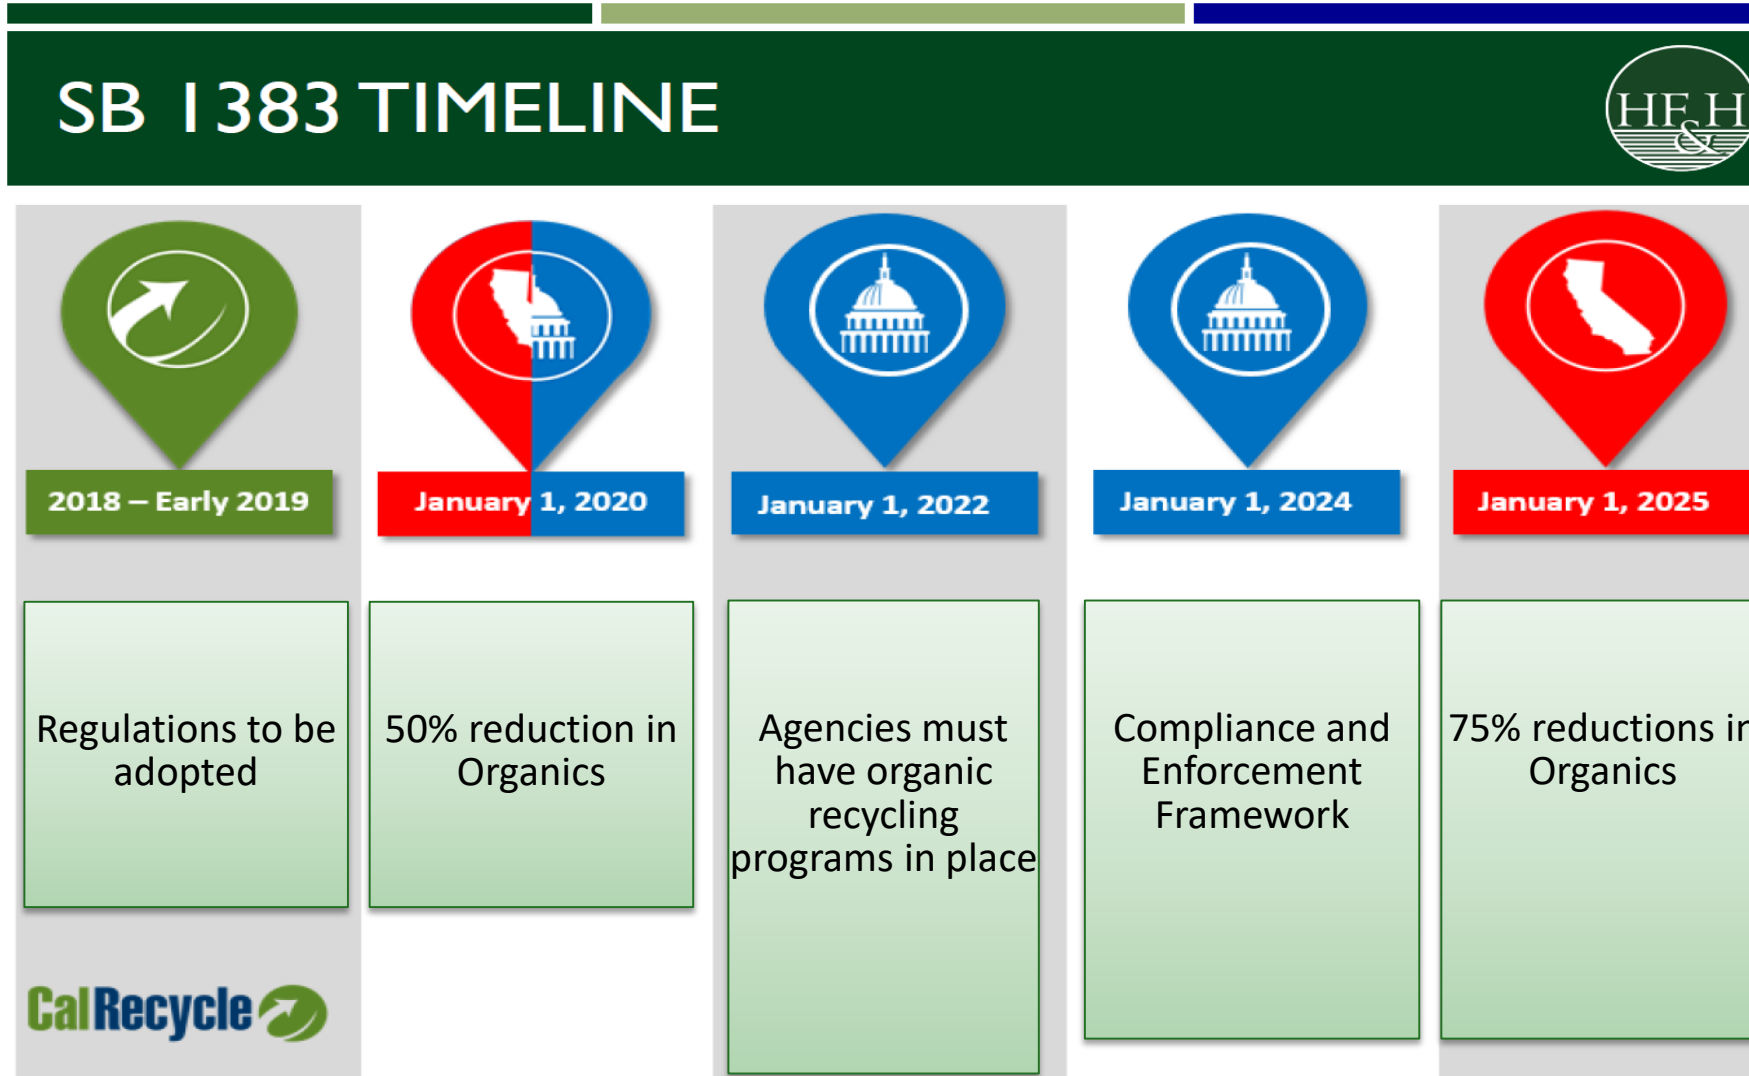 SB 1383 TIMELINE
HF&H
2018 – Early 2019
January 1, 2020
January 1, 2022
January 1, 2024
January 1, 2025
Regulations to be
adopted
50% reduction in
Organics
Agencies must
have organic
recycling
programs in place
Compliance and
Enforcement
Framework
75% reductions in
Organics
CalRecycle